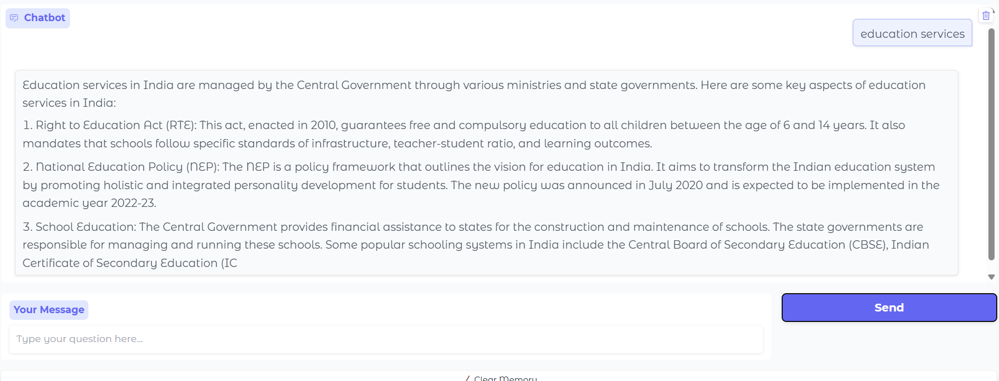 Chatbot
education services
Education services in India are managed by the Central Government through various ministries and state governments. Here are some key aspects of education
services in India:
1. Right to Education Act (RTE): This act, enacted in 2010, guarantees free and compulsory education to all children between the age of 6 and 14 years. It also
mandates that schools follow specific standards of infrastructure, teacher-student ratio, and learning outcomes.
2. National Education Policy (NEP): The NEP is a policy framework that outlines the vision for education in India. It aims to transform the Indian education system
by promoting holistic and integrated personality development for students. The new policy was announced in July 2020 and is expected to be implemented in the
academic year 2022-23.
3. School Education: The Central Government provides financial assistance to states for the construction and maintenance of schools. The state governments are
responsible for managing and running these schools. Some popular schooling systems in India include the Central Board of Secondary Education (CBSE), Indian
Certificate of Secondary Education (IC
Your Message
Send
Type your question here...
Clear Memory